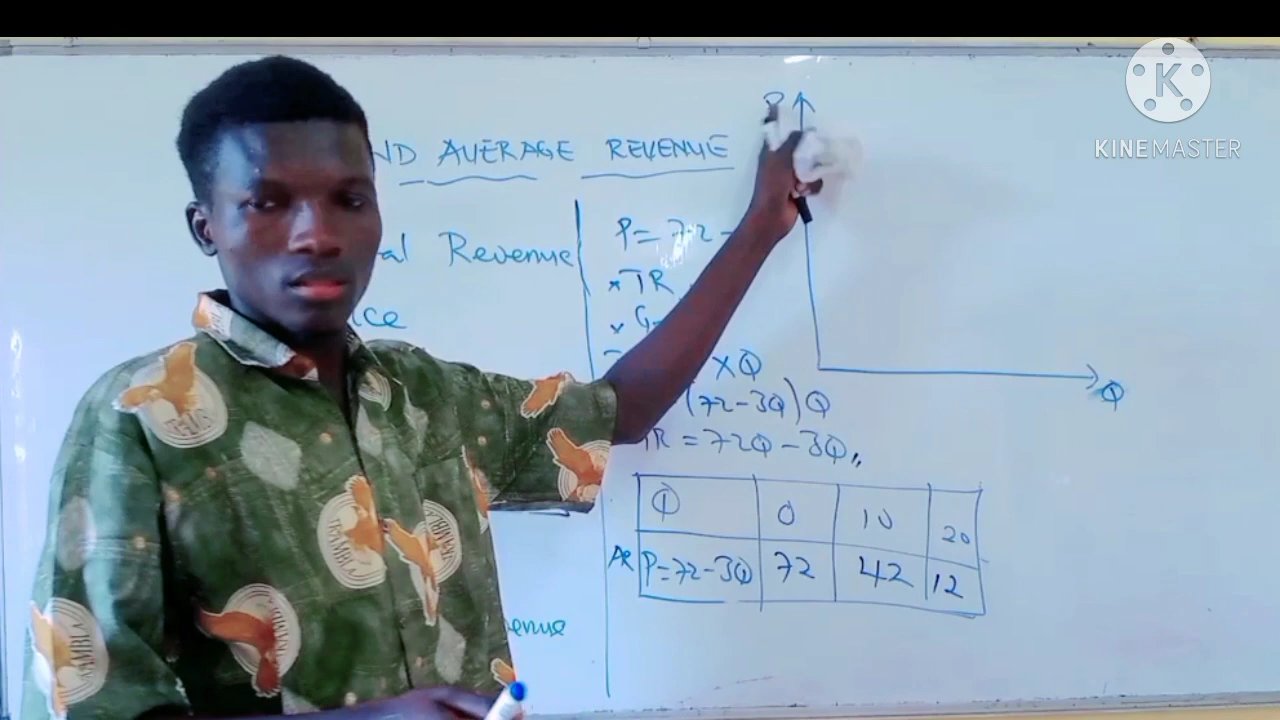 KINEMASTER
P
ND AVERAGE REVENUE
al Revenue
ice
enue
P= 72-
*TR
× Q
(72-3Q)Q
TR = 72Q - 3Q,,
Q
Q 0 10 20
AR P=72-3Q 72 42 12